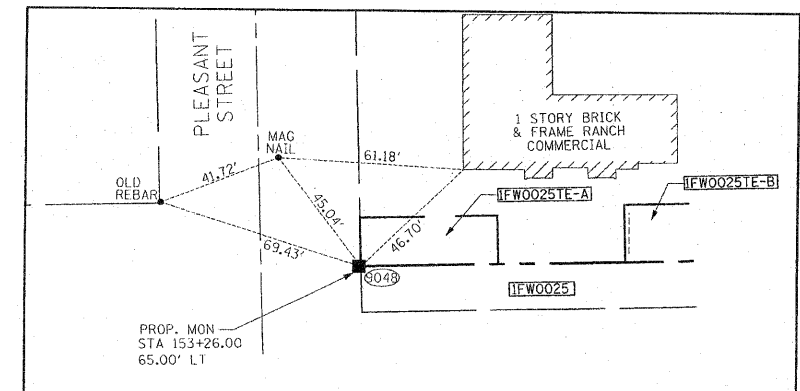 PLEASANT
STREET
MAG
NAIL
61.18'
41.72'
OLD
REBAR
45.04'
69.43'
46.70'
1 STORY BRICK
& FRAME RANCH
COMMERCIAL
1FW0025TE-A
1FW0025TE-B
9048
1FW0025
PROP. MON
STA 153+26.00
65.00' LT